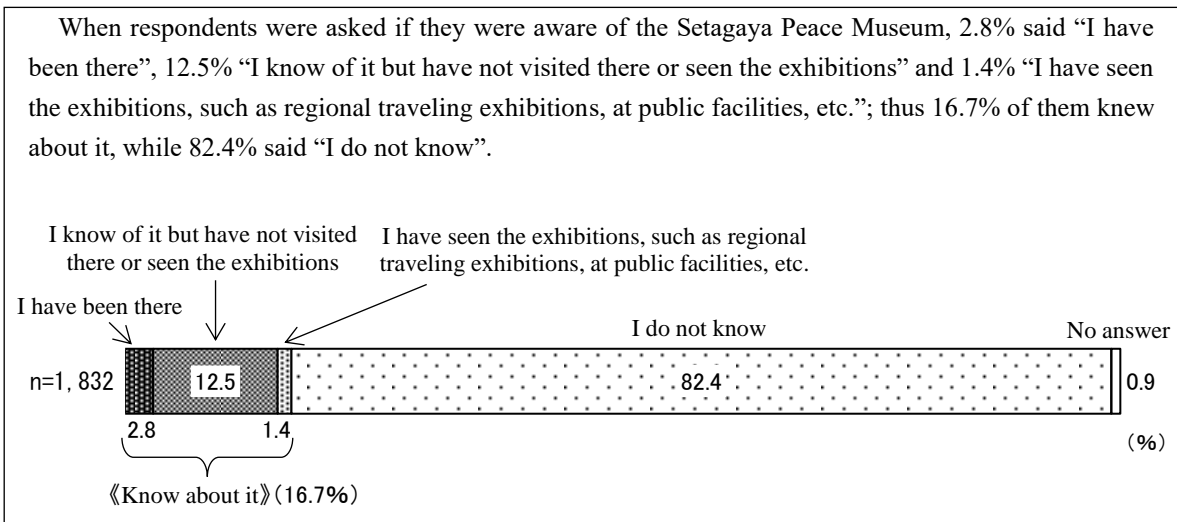 When respondents were asked if they were aware of the Setagaya Peace Museum, 2.8% said “I have
been there”, 12.5% “I know of it but have not visited there or seen the exhibitions” and 1.4% “I have seen
the exhibitions, such as regional traveling exhibitions, at public facilities, etc.”; thus 16.7% of them knew
about it, while 82.4% said “I do not know”.
I know of it but have not visited
there or seen the exhibitions
I have seen the exhibitions, such as regional
traveling exhibitions, at public facilities, etc.
I have been there
I do not know
No answer
n=1,832
12.5
82.4
0.9
2.8
1.4
(%)
《Know about it》(16.7%)